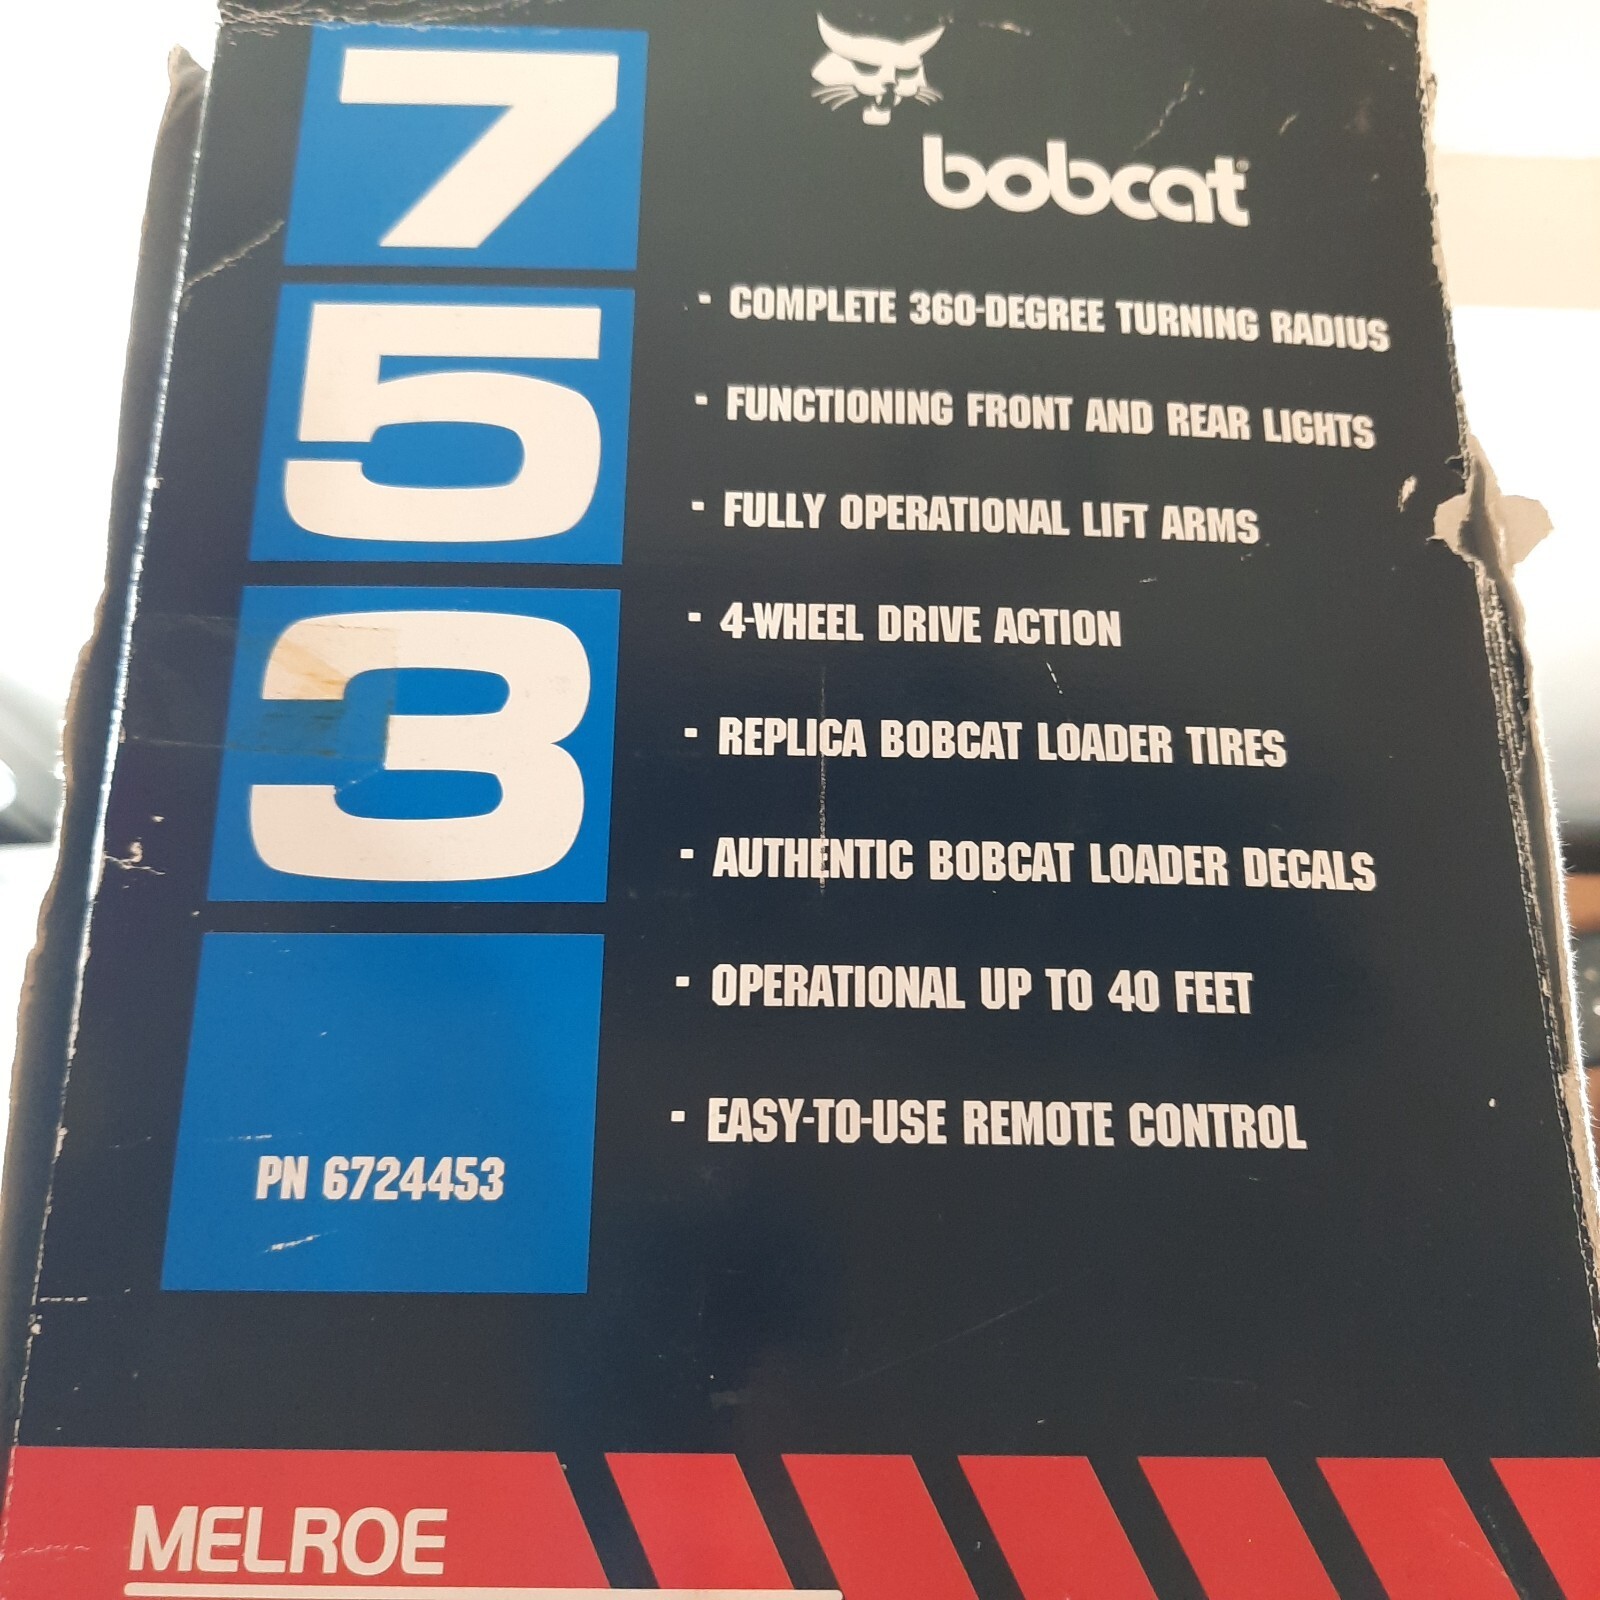 7
5
3
PN 6724453
bobcat®
- COMPLETE 360-DEGREE TURNING RADIUS
- FUNCTIONING FRONT AND REAR LIGHTS
- FULLY OPERATIONAL LIFT ARMS
- 4-WHEEL DRIVE ACTION
- REPLICA BOBCAT LOADER TIRES
- AUTHENTIC BOBCAT LOADER DECALS
- OPERATIONAL UP TO 40 FEET
- EASY-TO-USE REMOTE CONTROL
MELROE